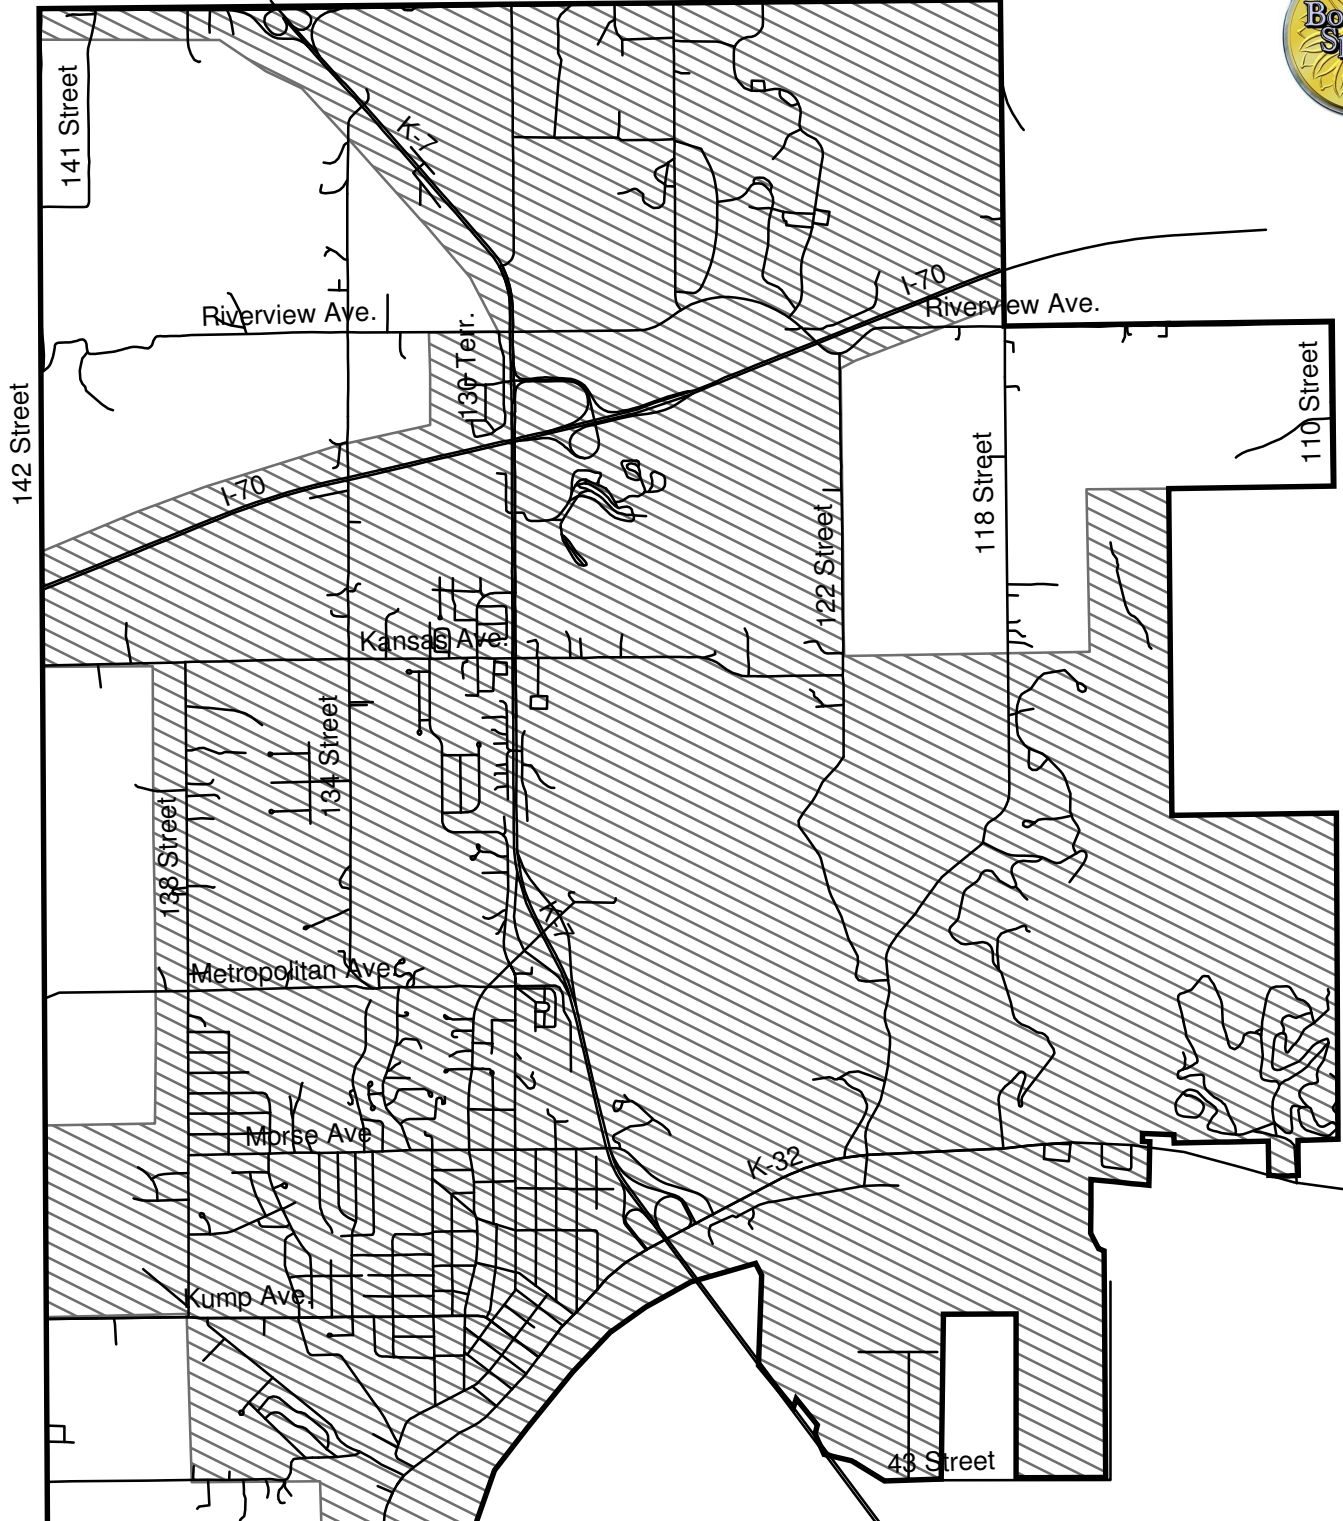 141 Street
K-7
I-70
Riverview Ave.
Riverview Ave.
130 Terr.
110 Street
142 Street
118 Street
I-70
122 Street
Kansas Ave.
134 Street
138 Street
Metropolitan Ave.
Morse Ave.
K-32
Kump Ave.
43 Street